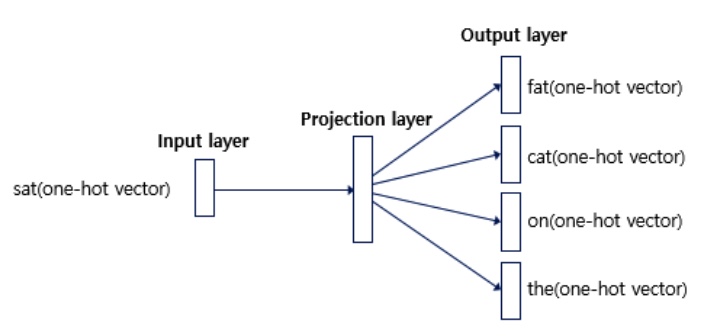 Output layer
fat(one-hot vector)
Projection layer
Input layer
cat(one-hot vector)
sat(one-hot vector)
on(one-hot vector)
the(one-hot vector)